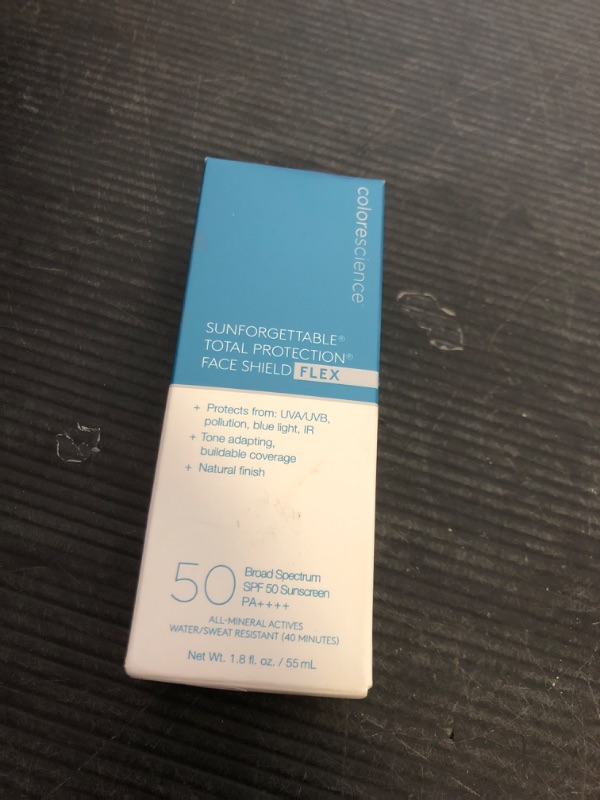 colorescience
SUNFORGETTABLE®
TOTAL PROTECTION®
FACE SHIELD FLEX
+ Protects from: UVA/UVB,
pollution, blue light, IR
+ Tone adapting,
buildable coverage
+ Natural finish
50
Broad Spectrum
SPF 50 Sunscreen
PA++++
ALL-MINERAL ACTIVES
WATER/SWEAT RESISTANT (40 MINUTES)
Net Wt. 1.8 fl. oz. / 55 mL